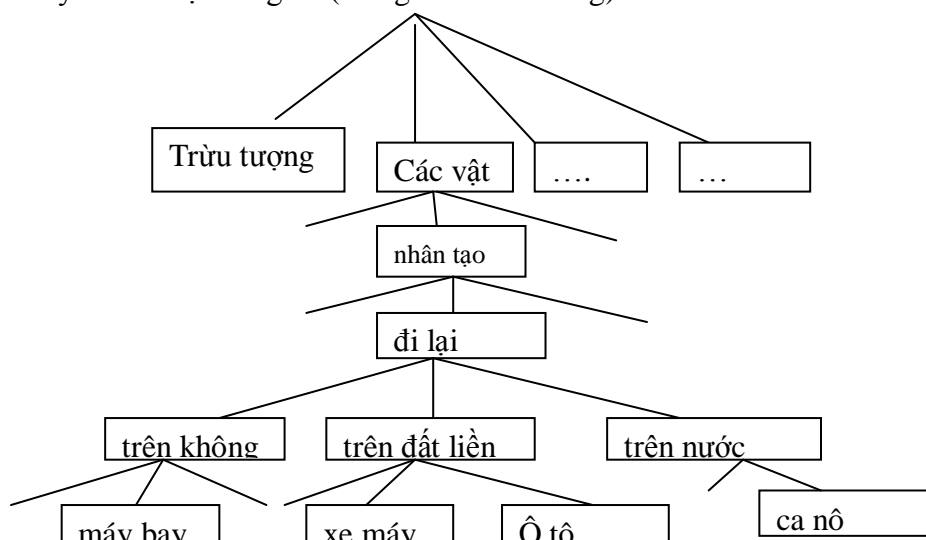 Trừu tượng
Các vật
….
…
nhân tạo
đi lại
trên không
trên đất liền
trên nước
máy bay
xe máy
Ô tô
ca nô